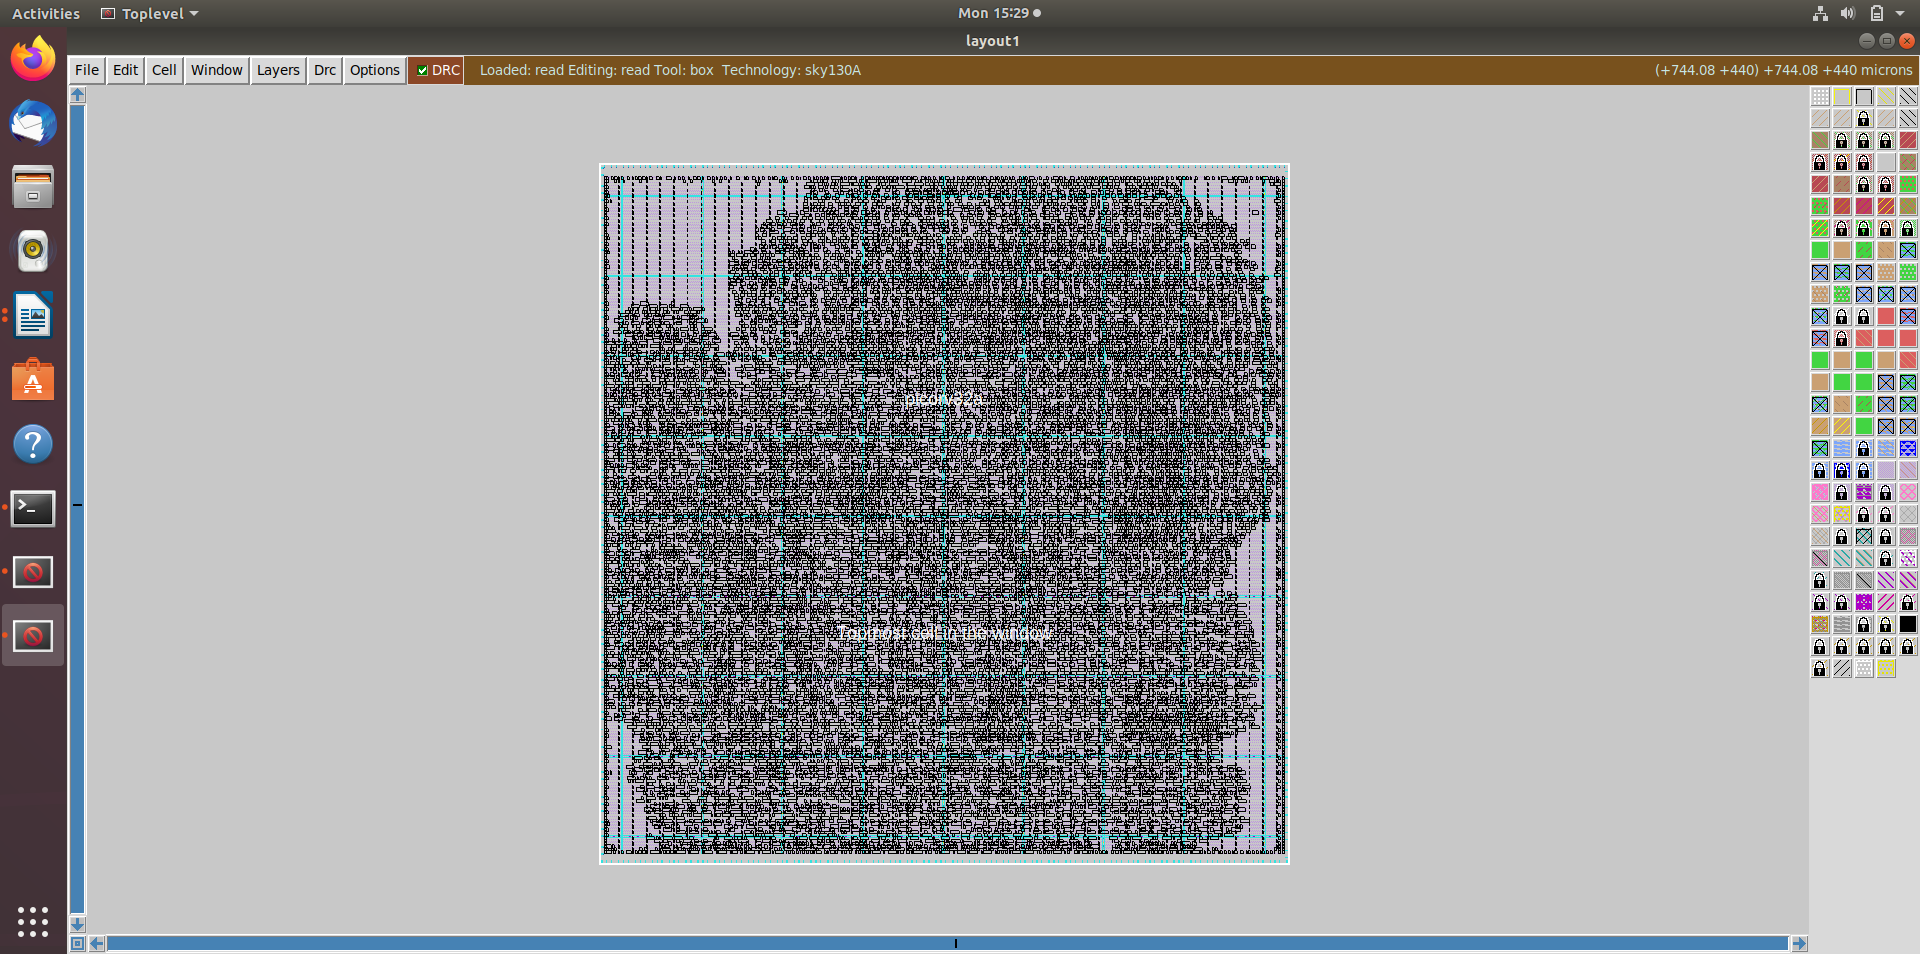 Activities Toplevel Mon 15:29
layout1
File Edit Cell Window Layers Drc Options DRC Loaded: read Editing: read Tool: box Technology: sky130A (+744.08 +440) +744.08 +440 microns
picorv32a
Topmost cell in the window